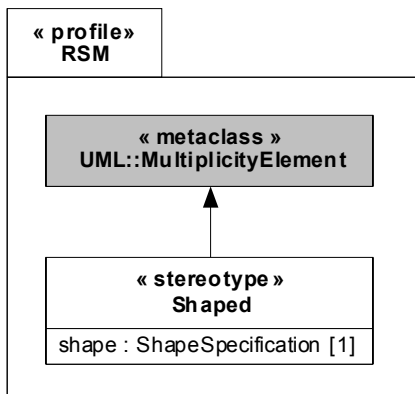 « profile»
RSM
« metaclass »
UML::MultiplicityElement
« stereotype»
Shaped
shape : ShapeSpecification [1]